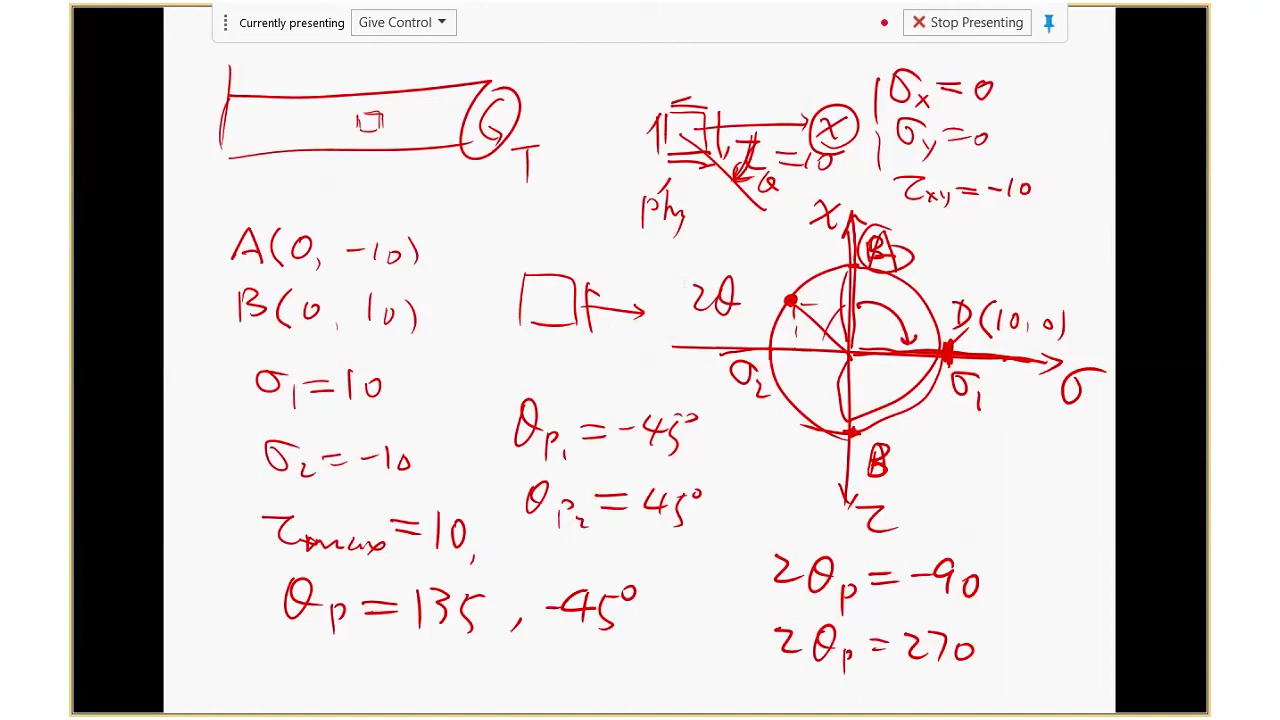 Currently presenting
Give Control
Stop Presenting
T
X
τ = 10
θ
phy
σx = 0
σy = 0
τxy = -10
A(0, -10)
B(0, 10)
2θ
X
A
D(10, 0)
σ2
σ1
σ
B
τ
σ1 = 10
σ2 = -10
τmax = 10,
θp1 = -45°
θp2 = 45°
θp = 135, -45°
2θp = -90
2θp = 270